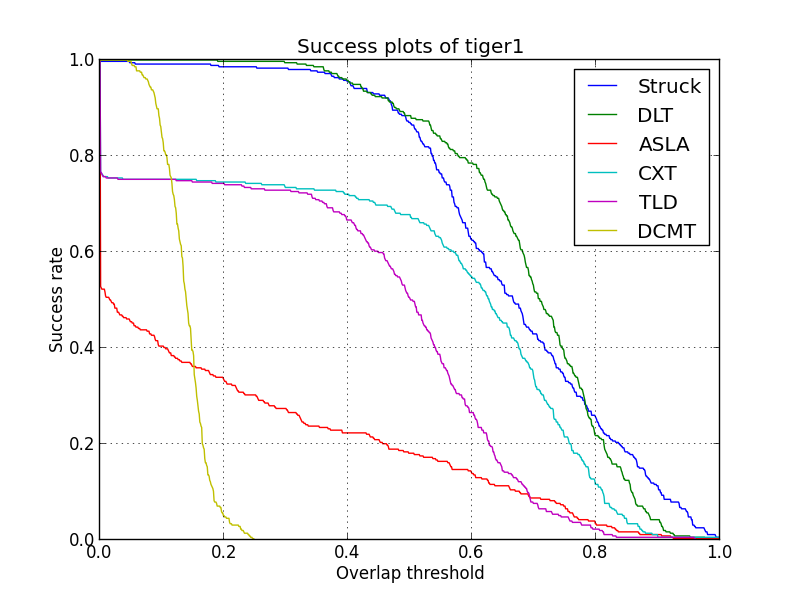 Success plots of tiger1
1.0
0.8
0.6
0.4
0.2
0.0
Success rate
Struck
DLT
ASLA
CXT
TLD
DCMT
0.0 0.2 0.4 0.6 0.8 1.0
Overlap threshold